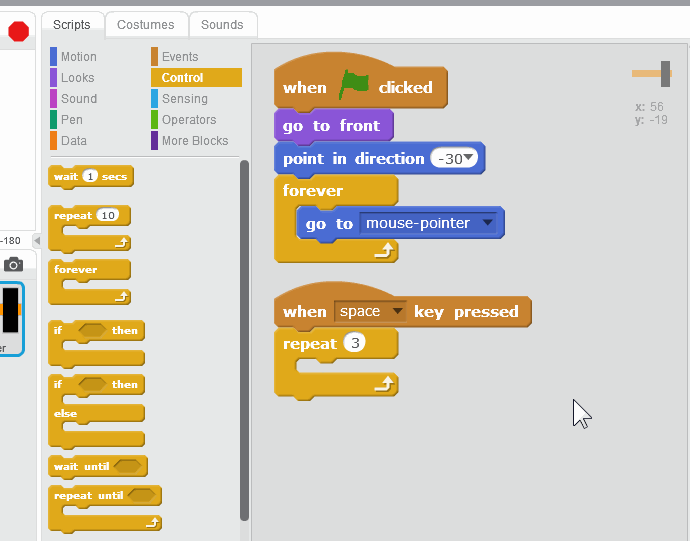 Scripts Costumes Sounds
Motion Events
Looks Control
Sound Sensing
Pen Operators
Data More Blocks
wait 1 secs
repeat 10
forever
if then
if then
else
wait until
repeat until
-180
when clicked
go to front
point in direction -30
forever
go to mouse-pointer
when space key pressed
repeat 3
x: 56
y: -19